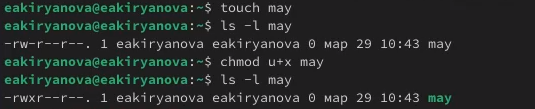 eakiryanova@eakiryanova:~$ touch may
eakiryanova@eakiryanova:~$ ls -l may
-rw-r--r--. 1 eakiryanova eakiryanova 0 мар 29 10:43 may
eakiryanova@eakiryanova:~$ chmod u+x may
eakiryanova@eakiryanova:~$ ls -l may
-rwxr--r--. 1 eakiryanova eakiryanova 0 мар 29 10:43 may